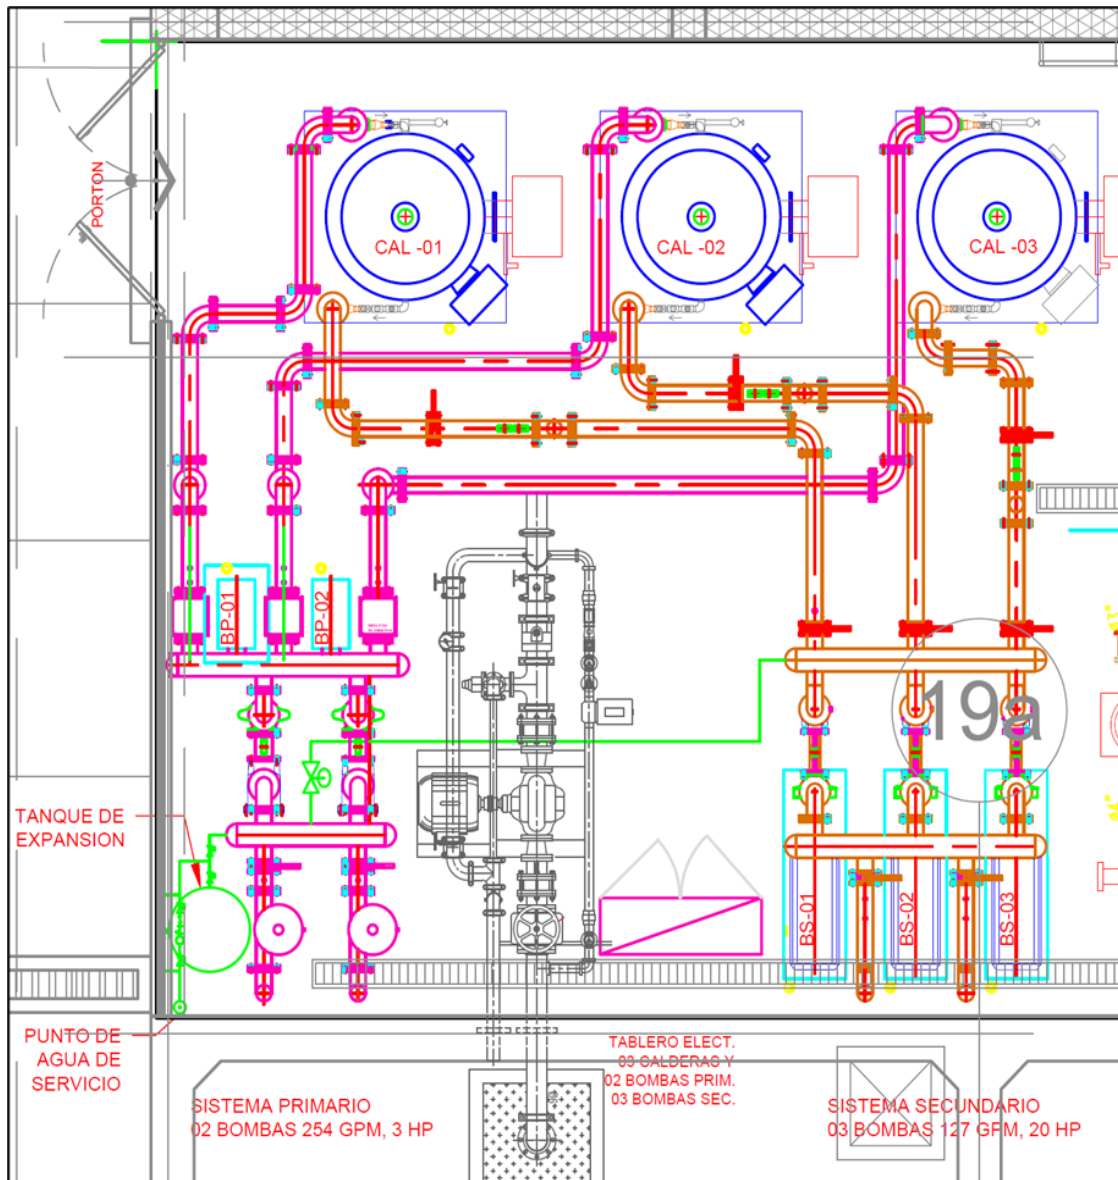 PORTON
CAL -01
CAL -02
CAL -03
BP-01
BP-02
19a
TANQUE DE
EXPANSION
BS-01
BS-02
BS-03
PUNTO DE
AGUA DE
SERVICIO
TABLERO ELECT.
03 CALDERAS Y
02 BOMBAS PRIM.
03 BOMBAS SEC.
SISTEMA PRIMARIO
02 BOMBAS 254 GPM, 3 HP
SISTEMA SECUNDARIO
03 BOMBAS 127 GPM, 20 HP